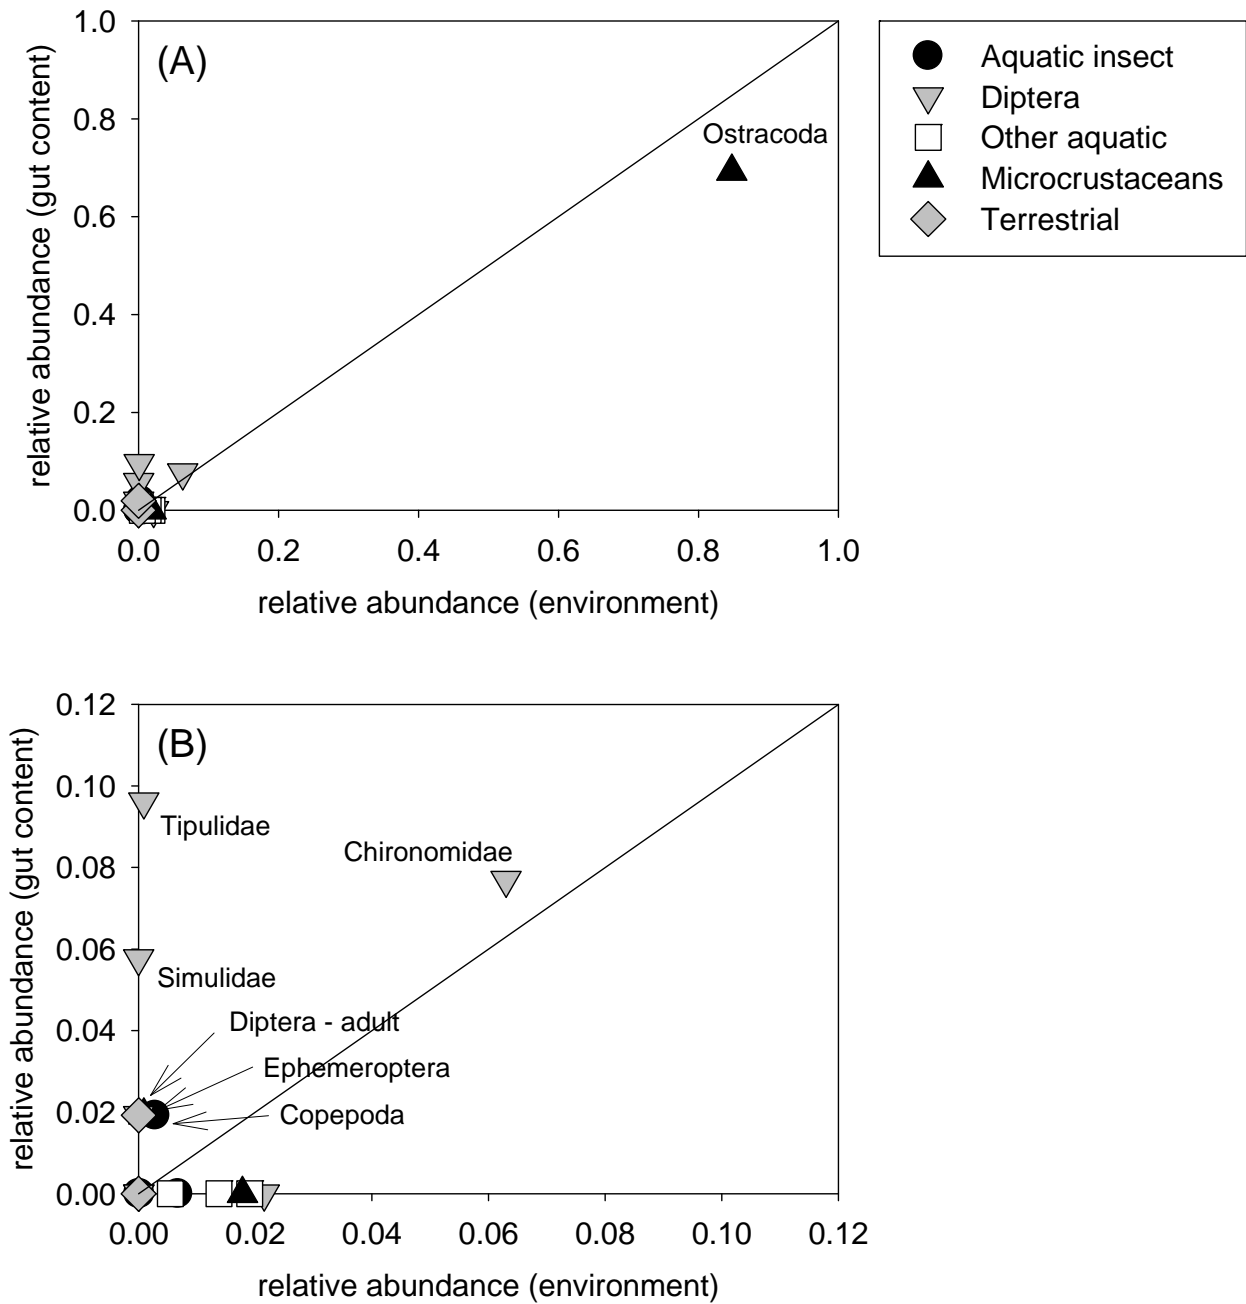 (A)
relative abundance (gut content)
1.0
0.8
0.6
0.4
0.2
0.0
Ostracoda
0.0 0.2 0.4 0.6 0.8 1.0
relative abundance (environment)
Aquatic insect
Diptera
Other aquatic
Microcrustaceans
Terrestrial
(B)
relative abundance (gut content)
0.12
0.10
0.08
0.06
0.04
0.02
0.00
Tipulidae
Chironomidae
Simulidae
Diptera - adult
Ephemeroptera
Copepoda
0.00 0.02 0.04 0.06 0.08 0.10 0.12
relative abundance (environment)